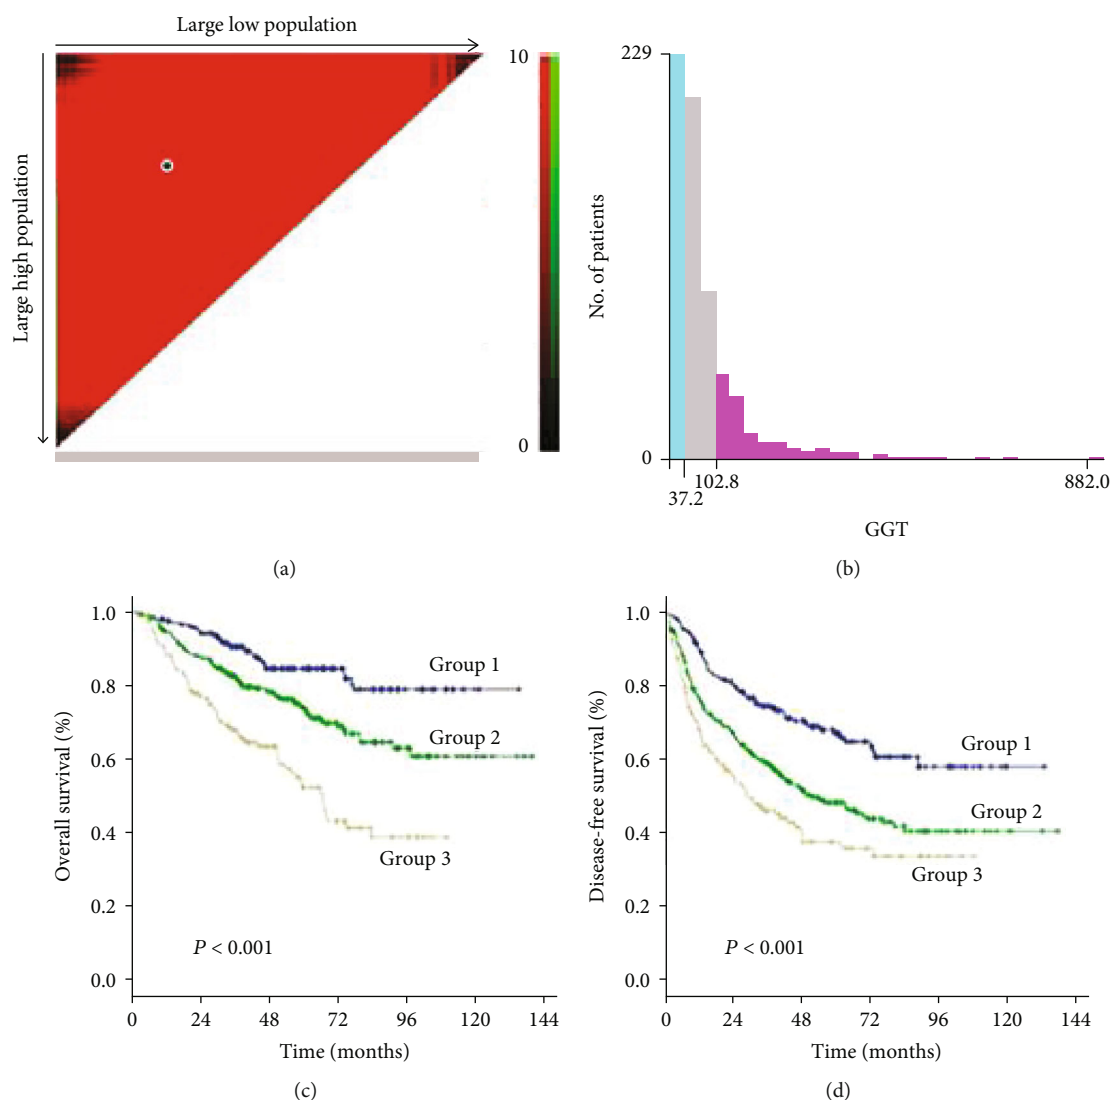 Large low population
Large high population
10
0
(a)
229
0
No. of patients
37.2
102.8
882.0
GGT
(b)
1.0
0.8
0.6
0.4
0.2
0.0
Overall survival (%)
Group 1
Group 2
Group 3
P < 0.001
0 24 48 72 96 120 144
Time (months)
(c)
1.0
0.8
0.6
0.4
0.2
0.0
Disease-free survival (%)
Group 1
Group 2
Group 3
P < 0.001
0 24 48 72 96 120 144
Time (months)
(d)